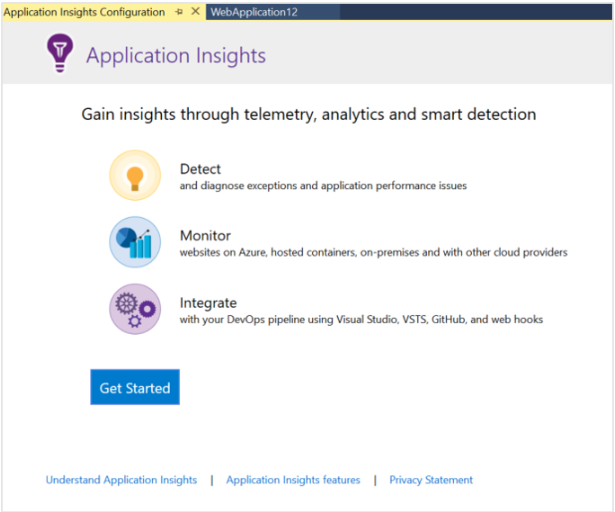 Application Insights Configuration WebApplication12
Application Insights
Gain insights through telemetry, analytics and smart detection
Detect
and diagnose exceptions and application performance issues
Monitor
websites on Azure, hosted containers, on-premises and with other cloud providers
Integrate
with your DevOps pipeline using Visual Studio, VSTS, GitHub, and web hooks
Get Started
Understand Application Insights | Application Insights features | Privacy Statement